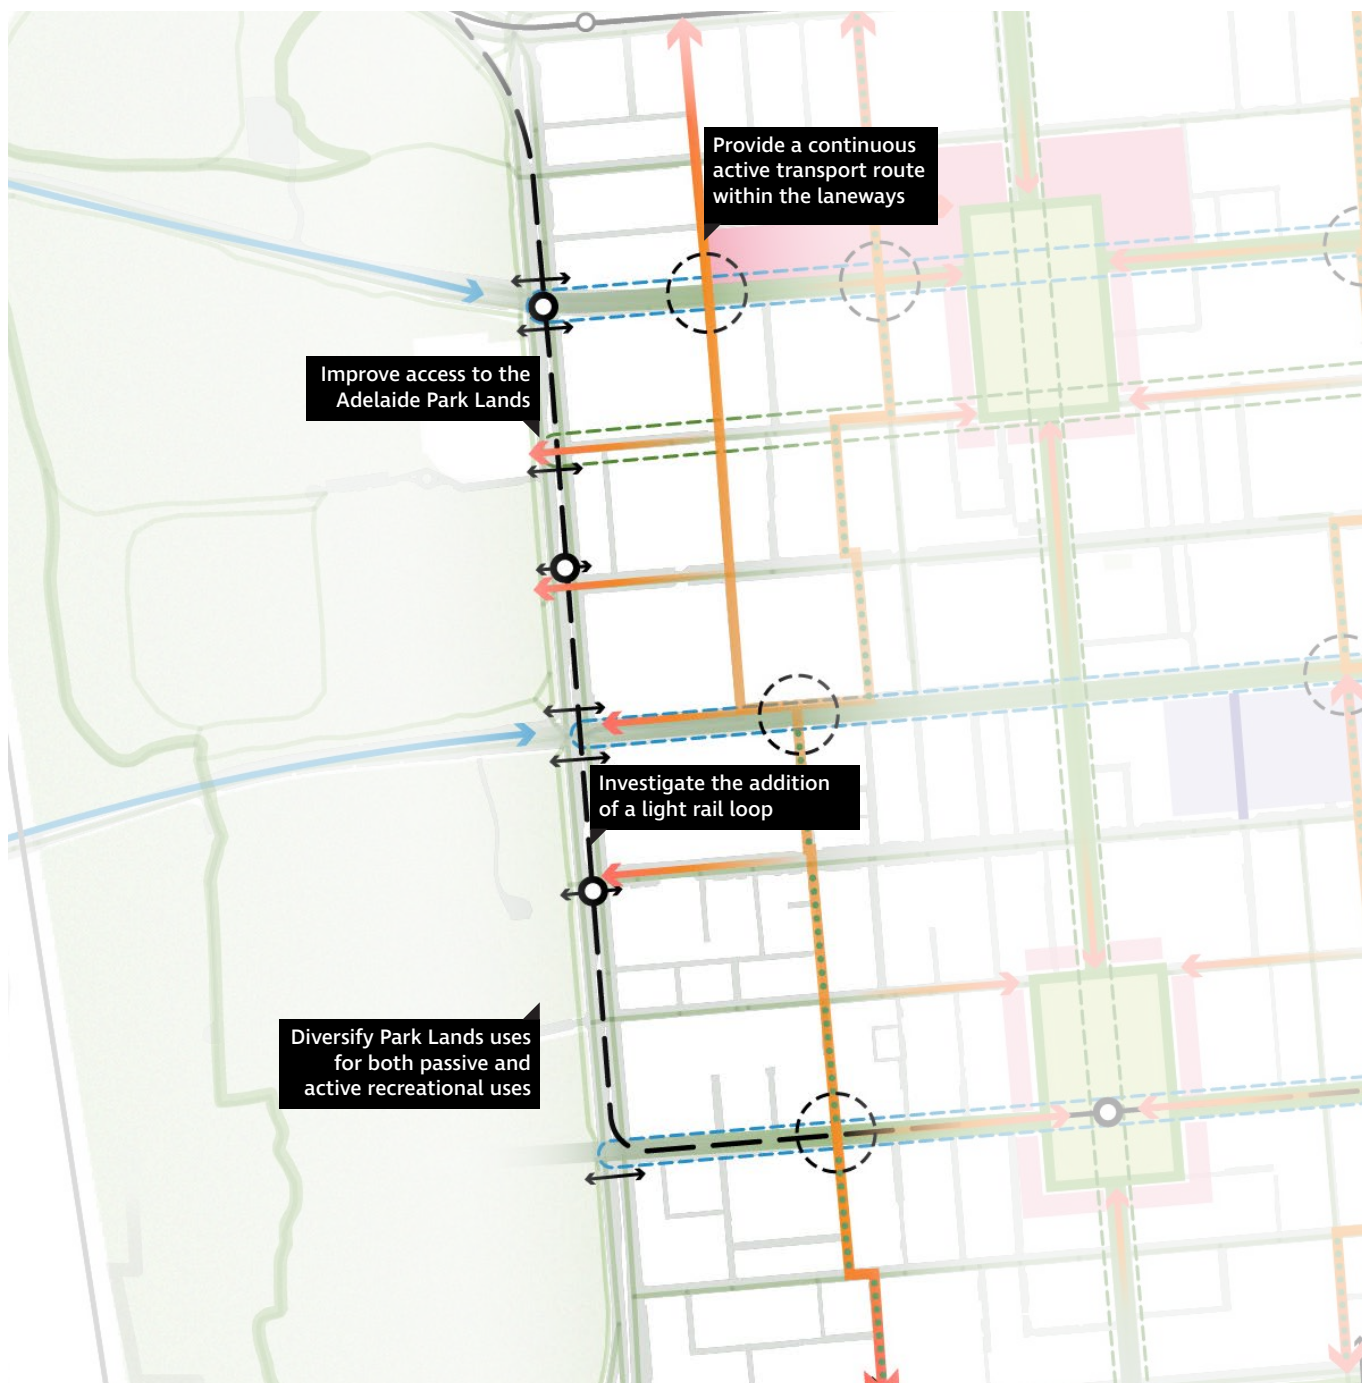 Provide a continuous
active transport route
within the laneways
Improve access to the
Adelaide Park Lands
Investigate the addition
of a light rail loop
Diversify Park Lands uses
for both passive and
active recreational uses